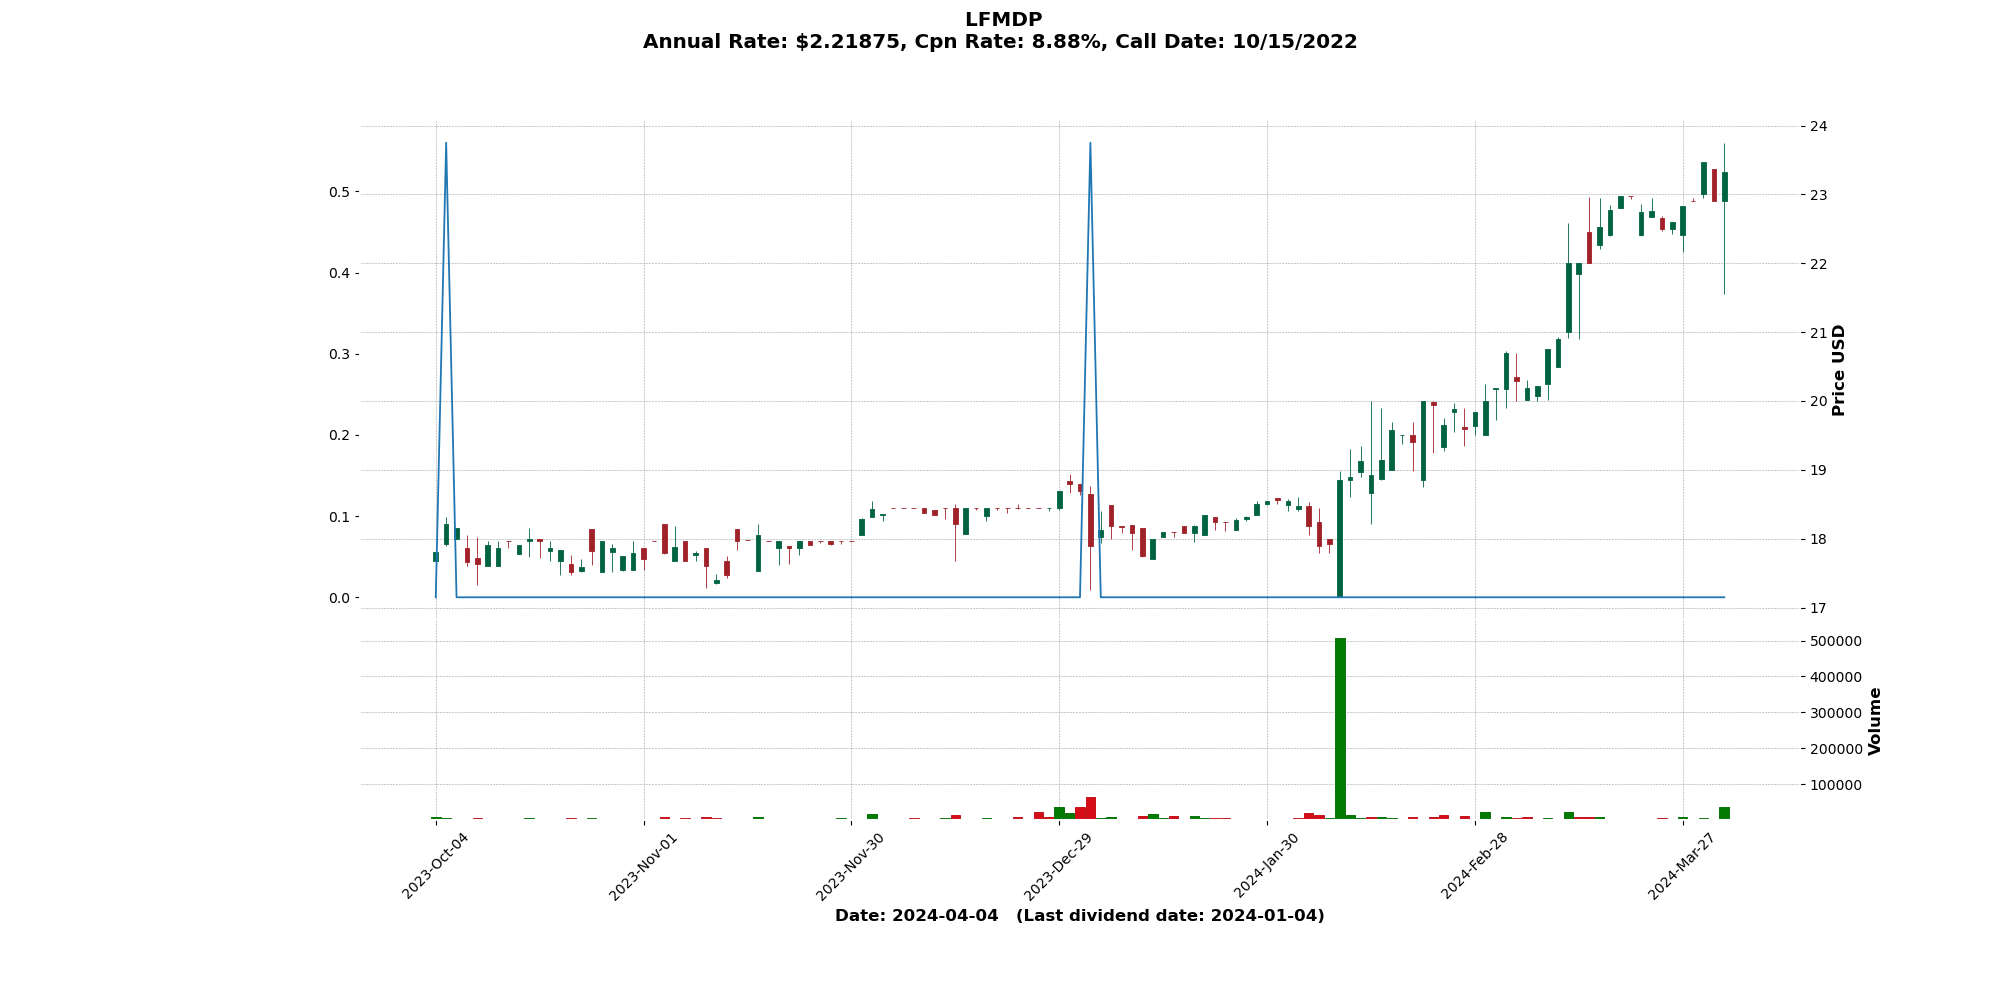 LFMDP
Annual Rate: $2.21875, Cpn Rate: 8.88%, Call Date: 10/15/2022
0.5
0.4
0.3
0.2
0.1
0.0
24
23
22
21
20
19
18
17
Price USD
500000
400000
300000
200000
100000
Volume
2023-Oct-04
2023-Nov-01
2023-Nov-30
2023-Dec-29
2024-Jan-30
2024-Feb-28
2024-Mar-27
Date: 2024-04-04   (Last dividend date: 2024-01-04)